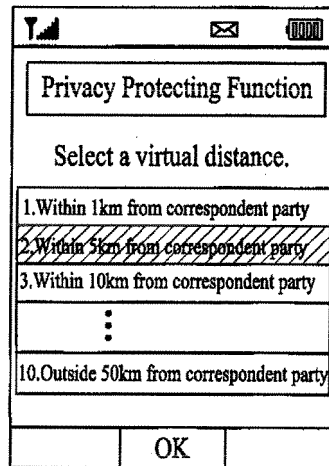 Privacy Protecting Function
Select a virtual distance.
1.Within 1km from correspondent party
2.Within 5km from correspondent party
3.Within 10km from correspondent party
10.Outside 50km from correspondent party
OK